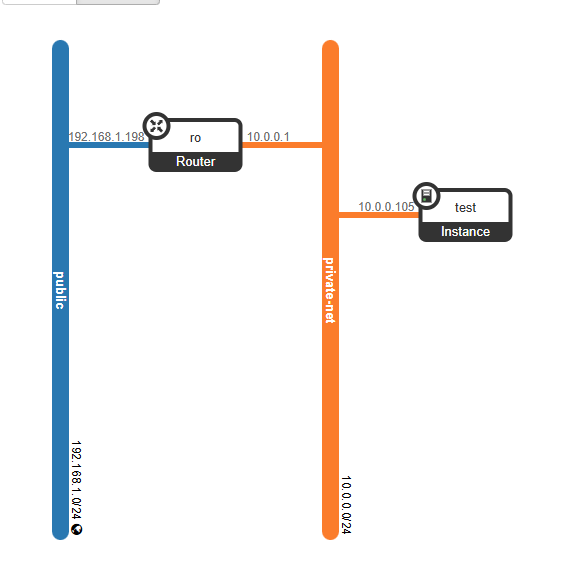 192.168.1.198
ro
Router
10.0.0.1
10.0.0.105
test
Instance
public
private-net
192.168.1.0/24
10.0.0.0/24